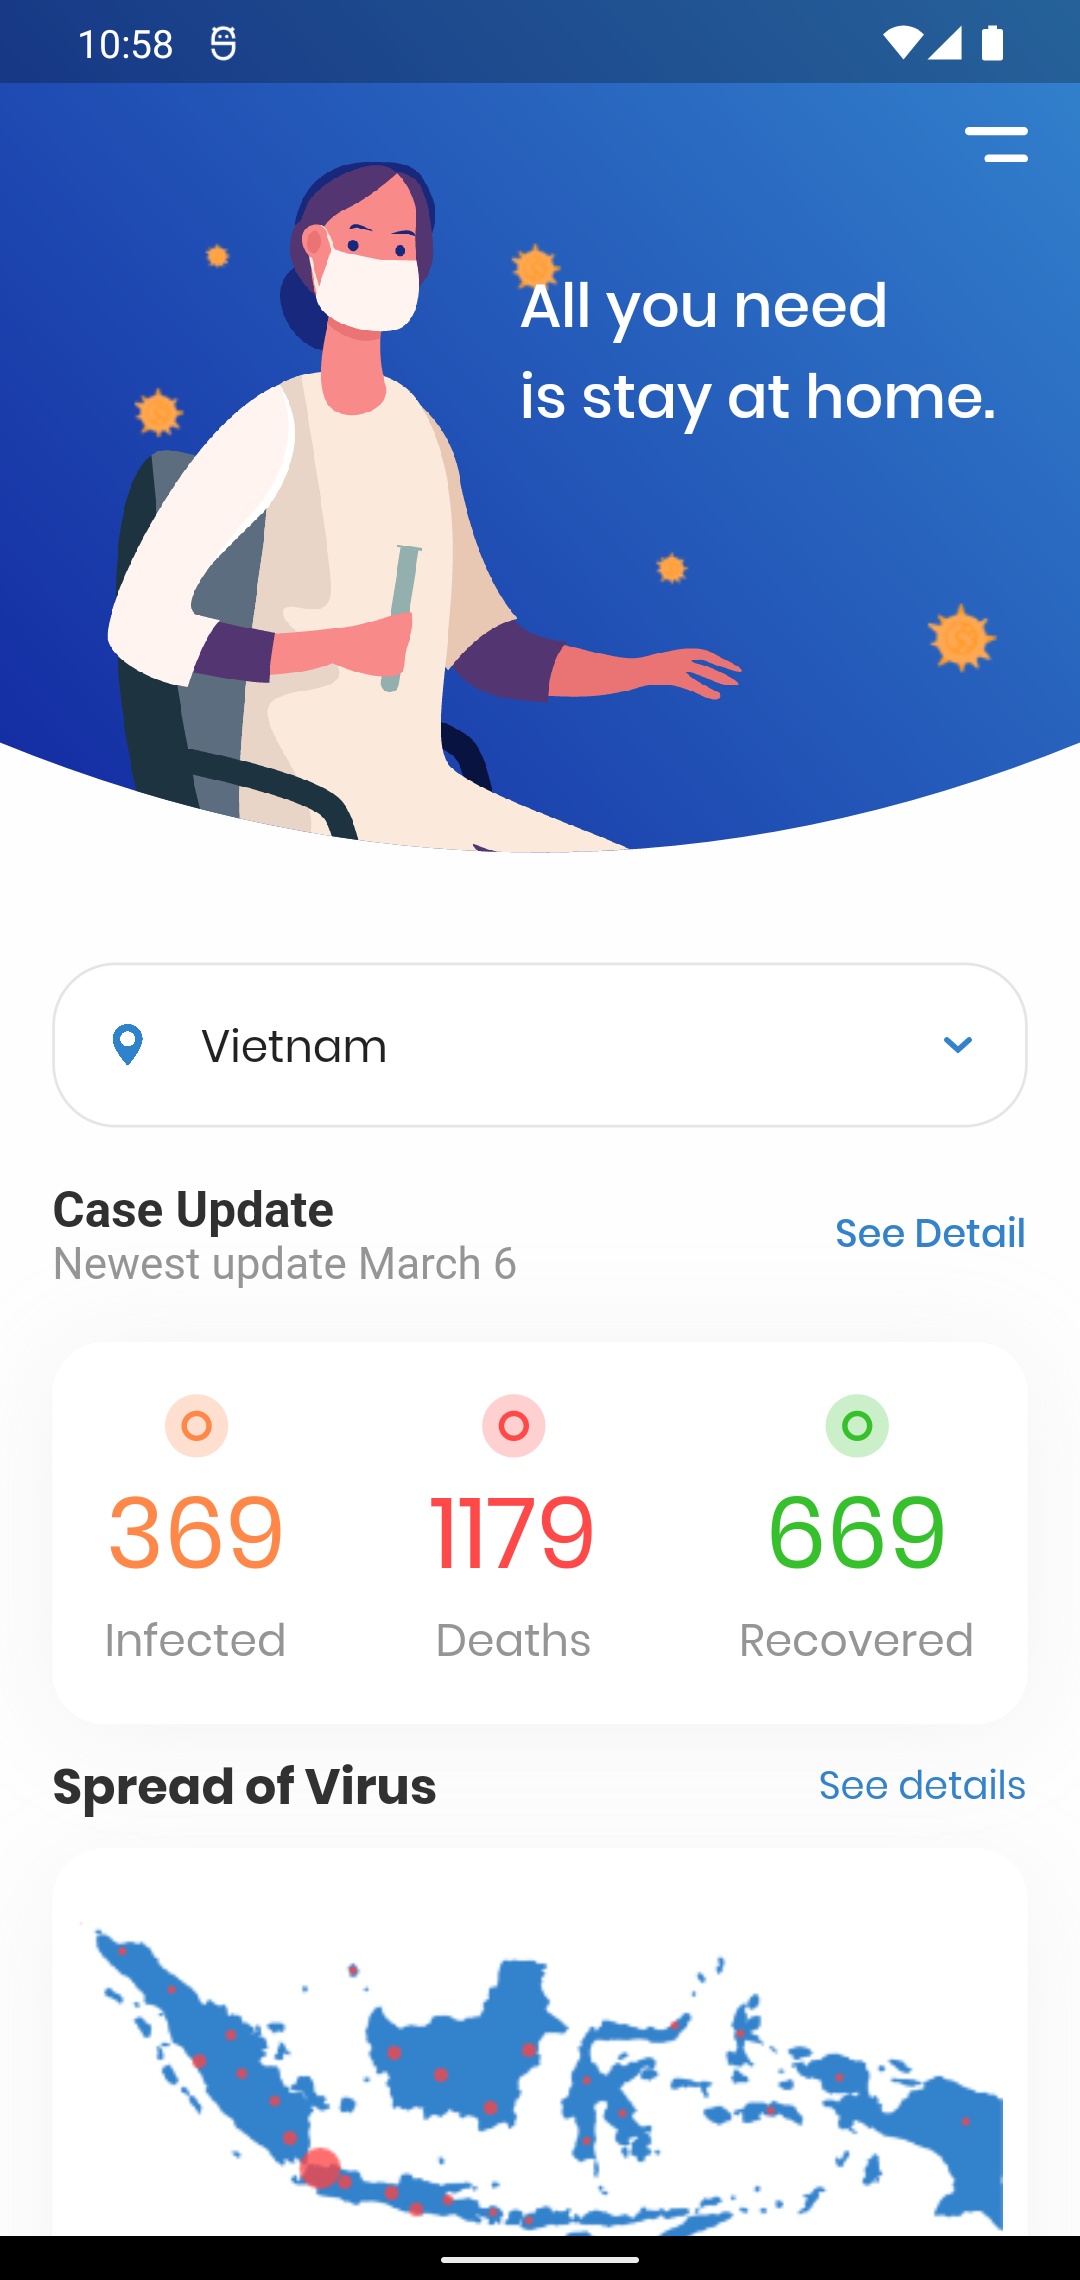 10:58
All you need
is stay at home.
Vietnam
Case Update
Newest update March 6
See Detail
369
1179
669
Infected
Deaths
Recovered
Spread of Virus
See details